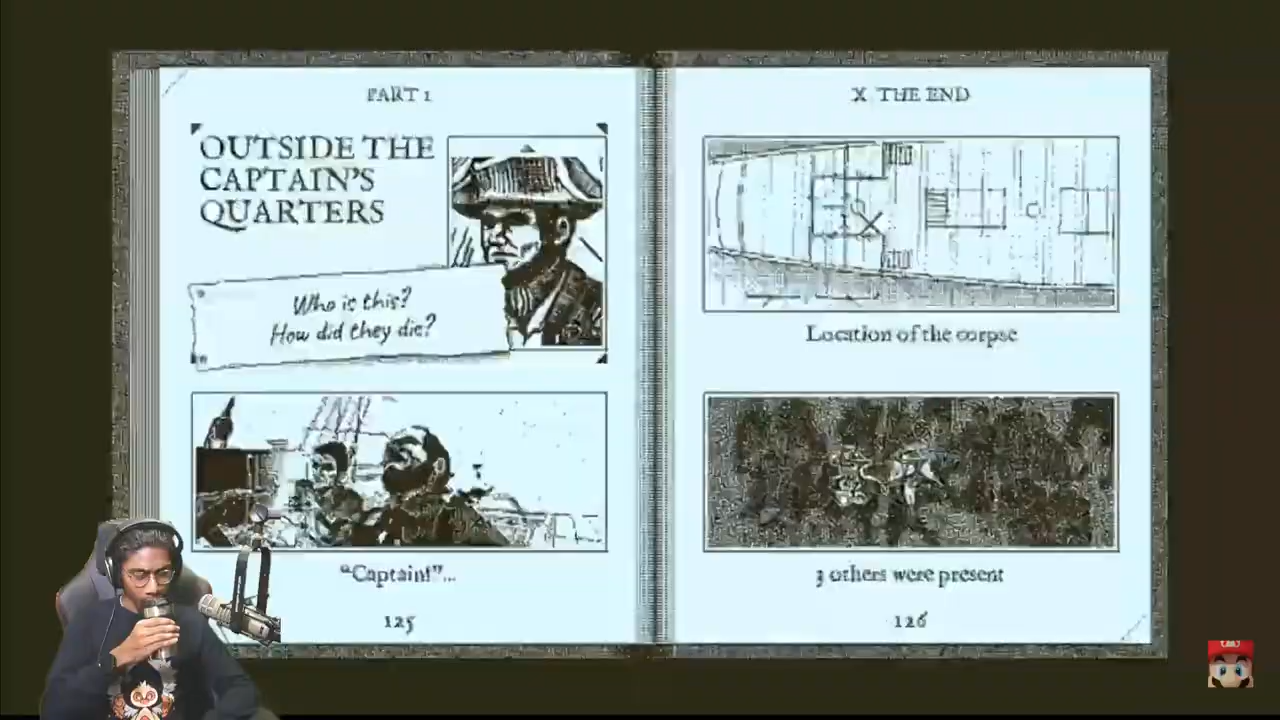 PART 1
OUTSIDE THE
CAPTAIN'S
QUARTERS
Who is this?
How did they die?
"Captain!"...
125
X. THE END
Location of the corpse
3 others were present
126